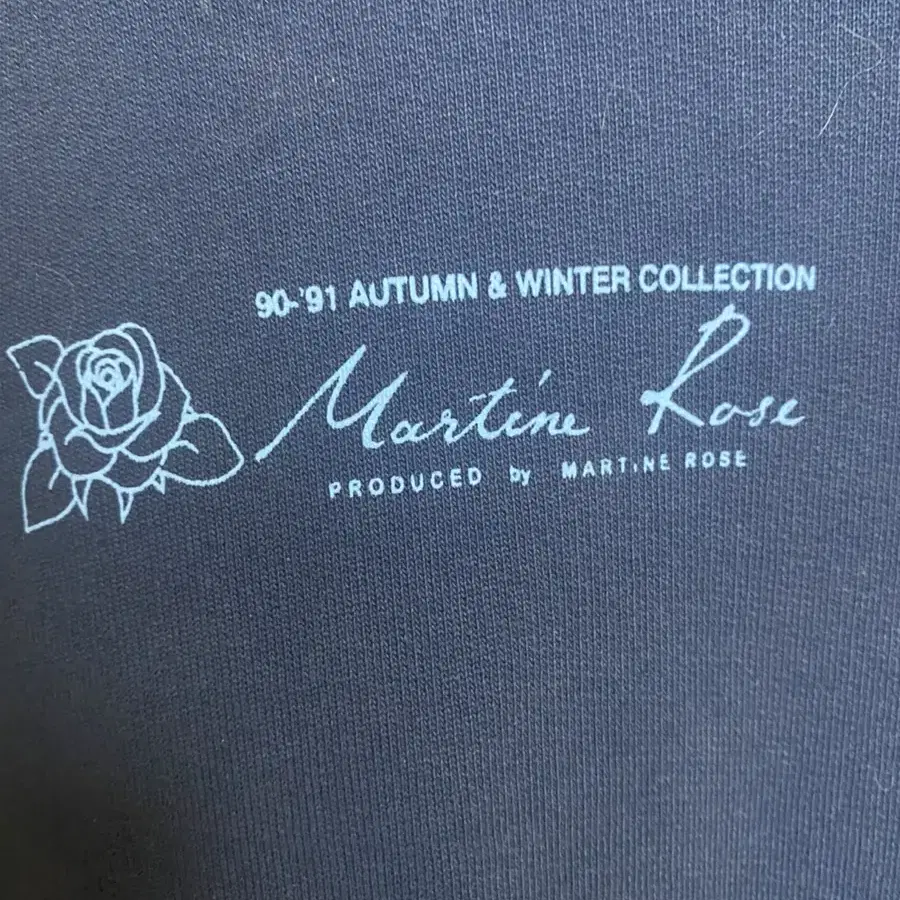 90-'91 AUTUMN & WINTER COLLECTION
Martine Rose
PRODUCED by MARTINE ROSE